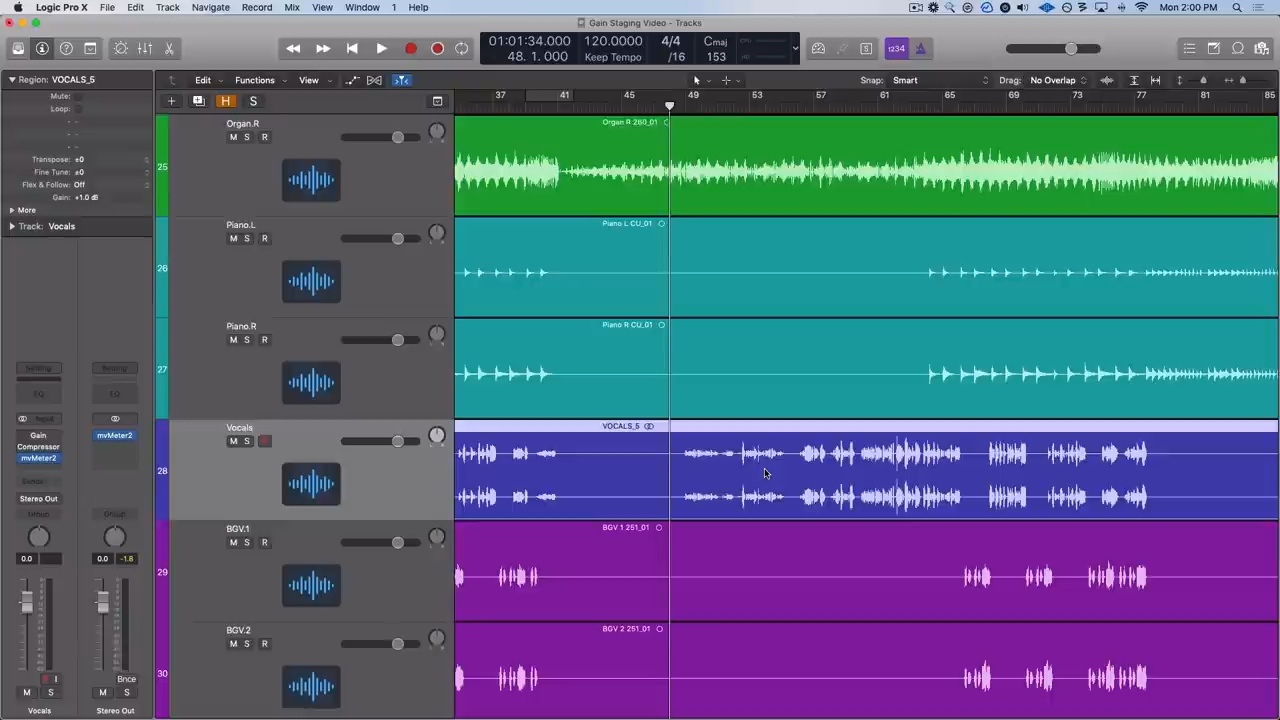 Logic Pro X File Edit Track Navigate Record Mix View Window 1 Help Mon 2:00 PM
Gain Staging Video - Tracks
01:01:34.000 120.0000 4/4 Cmaj
48. 1. 000 Keep Tempo /16 153
1234
Region: VOCALS_5 Edit Functions View Snap: Smart Drag: No Overlap
Mute:
Loop:
Transpose: ±0
Fine Tune: ±0
Flex & Follow: Off
Gain: +1.0 dB
More
Track: Vocals
H S
37 41 45 49 53 57 61 65 69 73 77 81 85
25
Organ.R
M S R
Organ R 260_01
26
Piano.L
M S R
Piano L CU_01
27
Piano.R
M S R
Piano R CU_01
28
Vocals
M S R
VOCALS_5
29
BGV.1
M S R
BGV 1 251_01
30
BGV.2
M S R
BGV 2 251_01
Setting
EQ EQ
Input
Gain mvMeter2
Compressor
mvMeter2
Sends
Stereo Out
Group Group
0.0 0.0 -1.8
R I Bnce
M S M S
Vocals Stereo Out